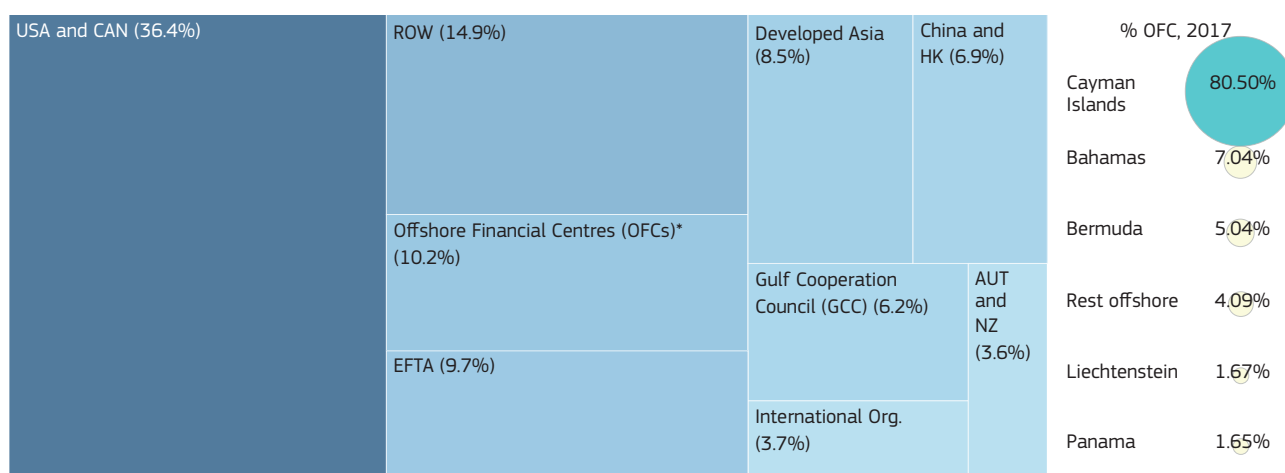 USA and CAN (36.4%)
ROW (14.9%)
Offshore Financial Centres (OFCs)*
(10.2%)
EFTA (9.7%)
Developed Asia
(8.5%)
China and
HK (6.9%)
Gulf Cooperation
Council (GCC) (6.2%)
AUT
and
NZ
(3.6%)
International Org.
(3.7%)
% OFC, 2017
Cayman
Islands
80.50%
Bahamas 7.04%
Bermuda 5.04%
Rest offshore 4.09%
Liechtenstein 1.67%
Panama 1.65%